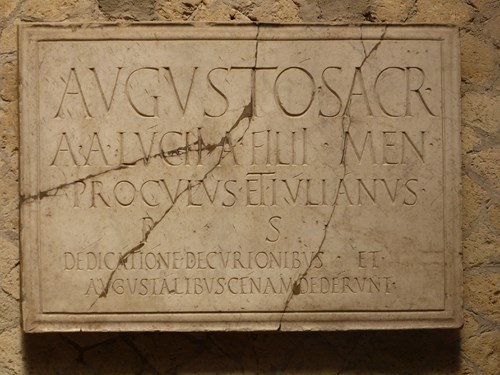 AVGVSTO·SACR·
A·A·LVCII A·FILII·MEN·
PROCVLVS·ET·IVLIANVS·
P S
DEDICATIONE·DECVRIONIBVS·ET·
AVGVSTALIBVS·CENAM·DEDERVNT·